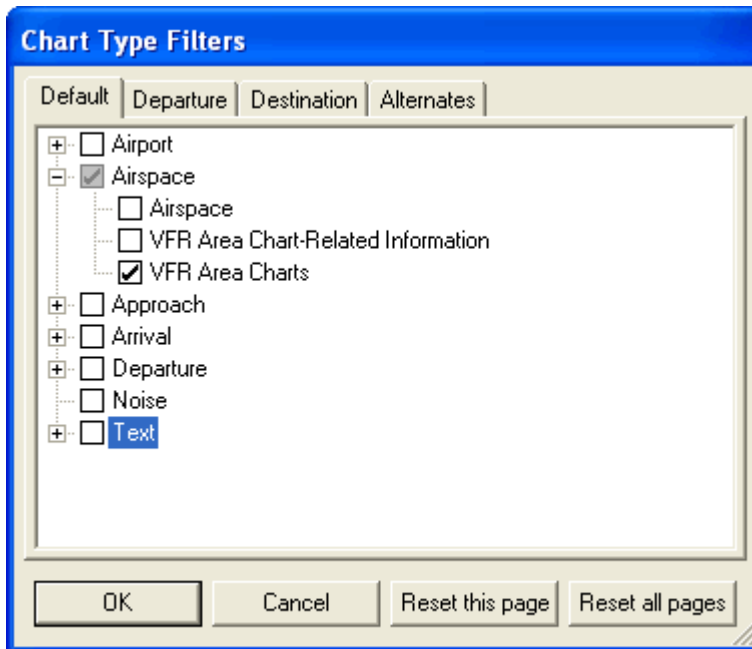 Chart Type Filters
Default Departure Destination Alternates
Airport
Airspace
Airspace
VFR Area Chart-Related Information
VFR Area Charts
Approach
Arrival
Departure
Noise
Text
OK Cancel Reset this page Reset all pages